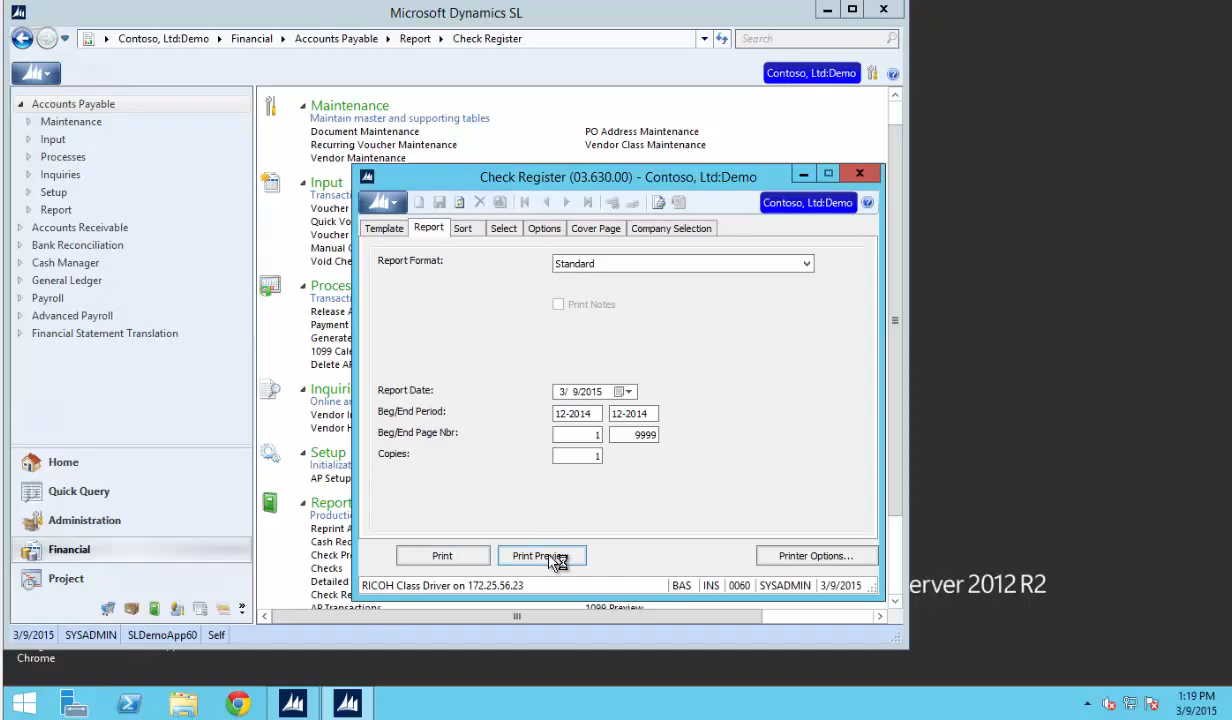 Microsoft Dynamics SL
Contoso, Ltd:Demo
Financial
Accounts Payable
Report
Check Register
Search
Contoso, Ltd:Demo
Accounts Payable
Maintenance
Input
Processes
Inquiries
Setup
Report
Accounts Receivable
Bank Reconciliation
Cash Manager
General Ledger
Payroll
Advanced Payroll
Financial Statement Translation
Home
Quick Query
Administration
Financial
Project
Maintenance
Maintain master and supporting tables
Document Maintenance
PO Address Maintenance
Recurring Voucher Maintenance
Vendor Class Maintenance
Vendor Maintenance
Input
Voucher
Quick Vo
Voucher
Manual
Void Che
Release
Payment
Generate
1099 Cal
Delete A
Online a
Vendor
Vendor H
Setup
AP Setup
Report
Reprint A
Cash Rec
Check Pr
Checks
Detailed
Check Re
AP Transactions
1099 Preview
Check Register (03.630.00) - Contoso, Ltd:Demo
Contoso, Ltd:Demo
Template
Report
Sort
Select
Options
Cover Page
Company Selection
Report Format:
Standard
Print Notes
Report Date:
3/ 9/2015
Beg/End Period:
12-2014
12-2014
Beg/End Page Nbr:
1
9999
Copies:
1
Print
Printer Options...
RICOH Class Driver on 172.25.56.23
BAS
INS
0060
SYSADMIN
3/9/2015
3/9/2015
SYSADMIN
SLDemoApp60
Self
erver 2012 R2
Chrome
1:19 PM
3/9/2015